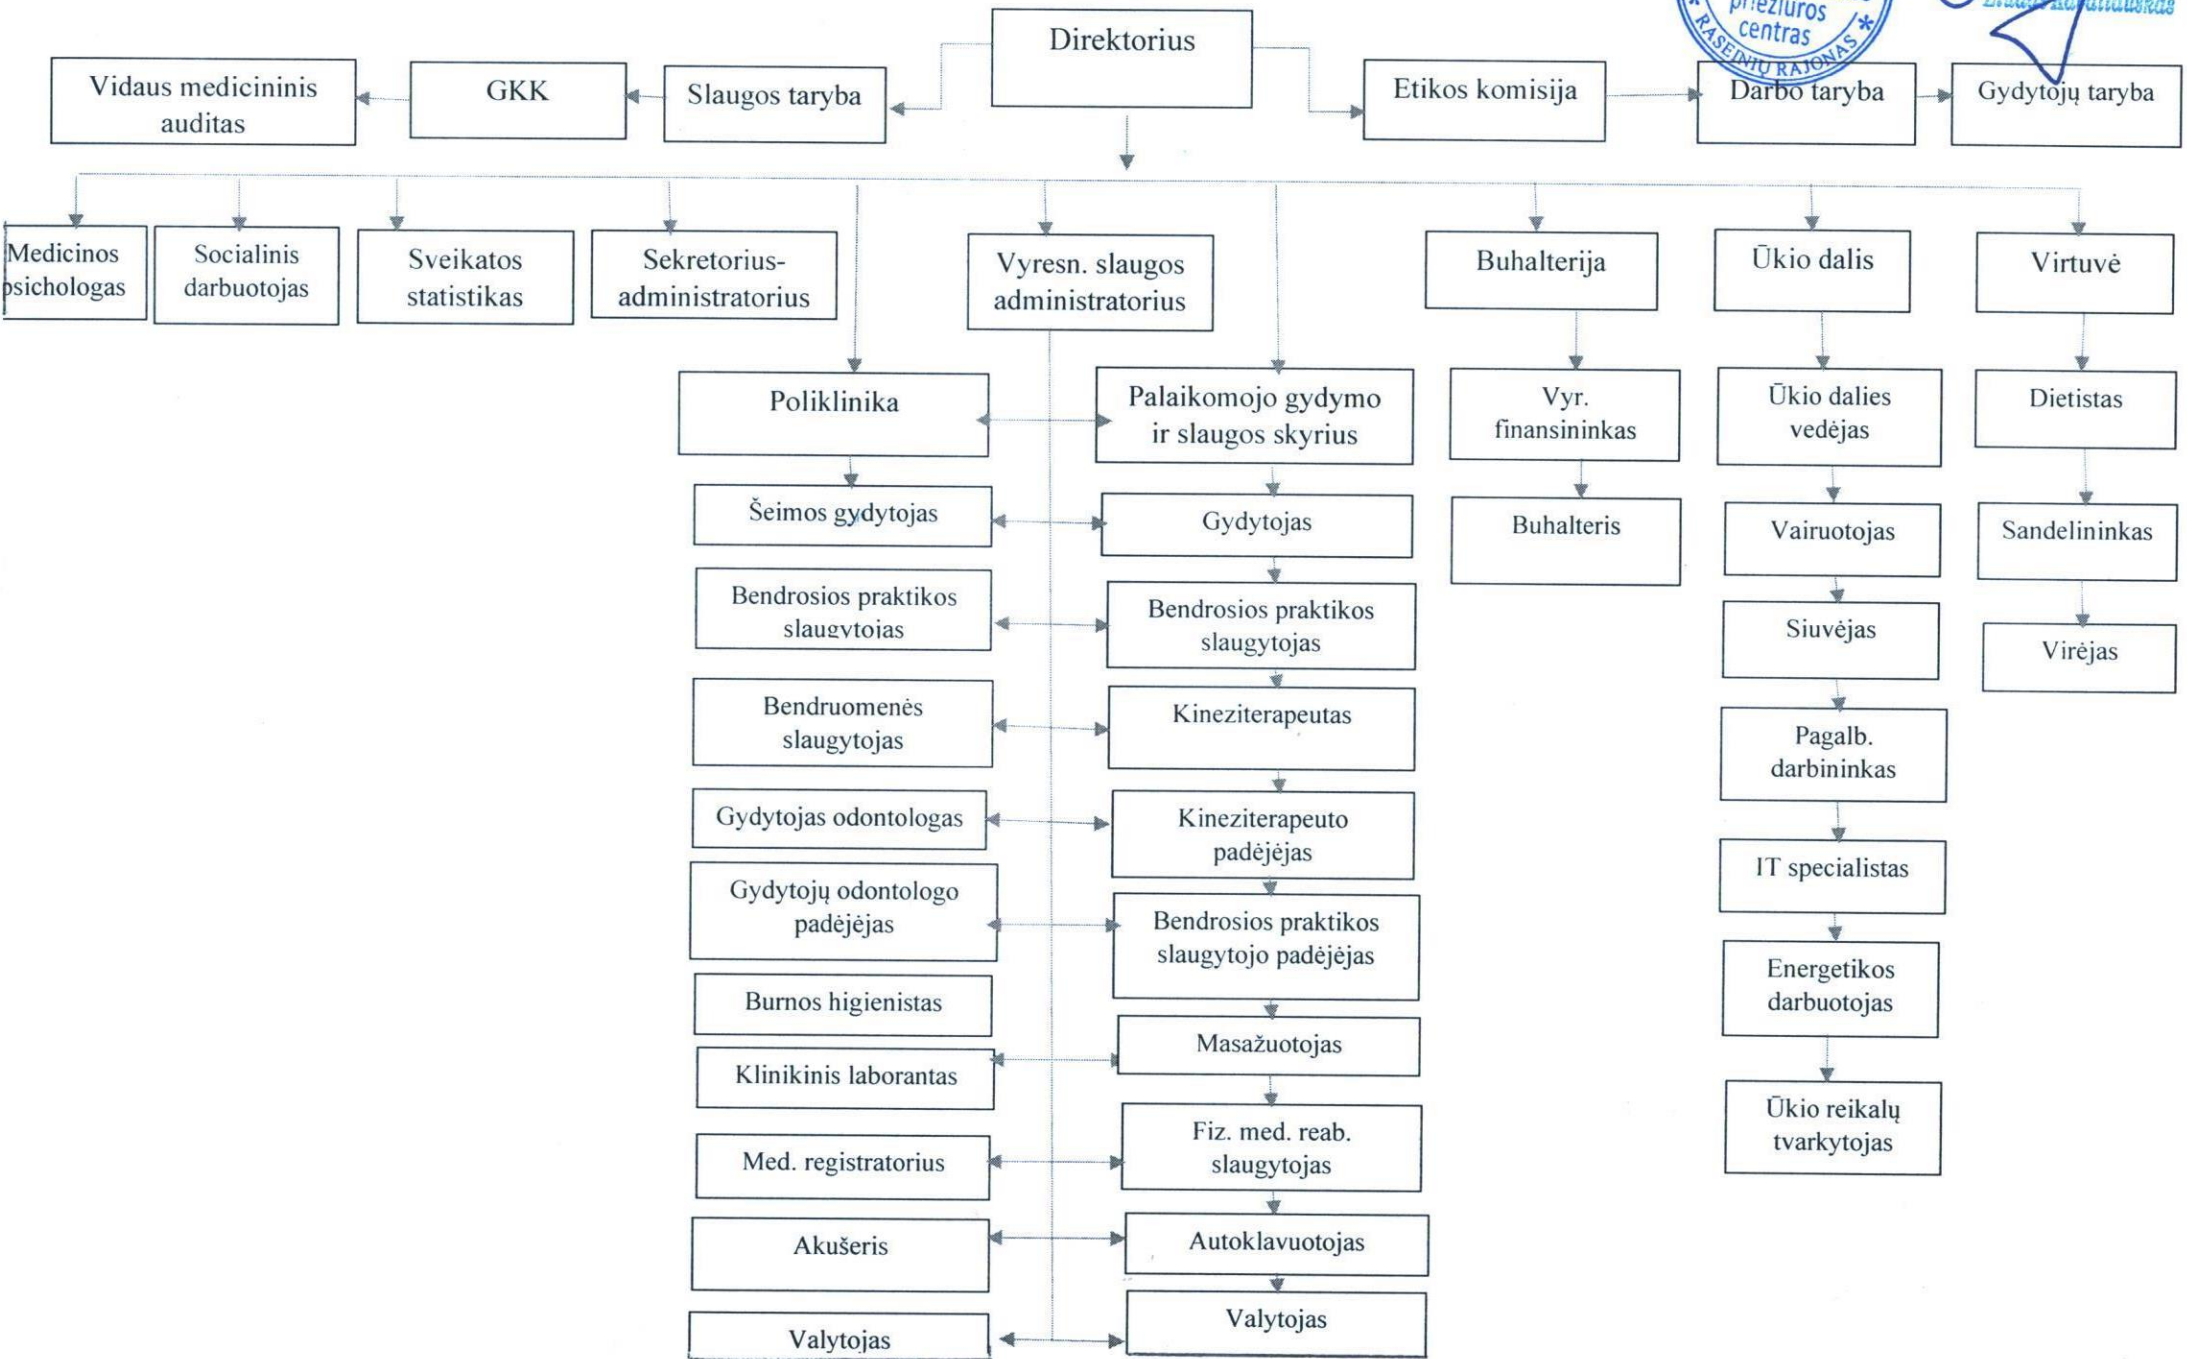 Direktorius
priežiūros
centras
RASEINIŲ RAJONAS
Vidaus medicininis
auditas
GKK
Slaugos taryba
Etikos komisija
Darbo taryba
Gydytojų taryba
Medicinos
psichologas
Socialinis
darbuotojas
Sveikatos
statistikas
Sekretorius-
administratorius
Vyresn. slaugos
administratorius
Buhalterija
Ūkio dalis
Virtuvė
Poliklinika
Palaikomojo gydymo
ir slaugos skyrius
Vyr.
finansininkas
Ūkio dalies
vedėjas
Dietistas
Šeimos gydytojas
Gydytojas
Buhalteris
Vairuotojas
Sandelininkas
Bendrosios praktikos
slaugytojas
Bendrosios praktikos
slaugytojas
Siuvėjas
Virėjas
Bendruomenės
slaugytojas
Kineziterapeutas
Pagalb.
darbininkas
Gydytojas odontologas
Kineziterapeuto
padėjėjas
IT specialistas
Gydytojų odontologo
padėjėjas
Bendrosios praktikos
slaugytojo padėjėjas
Energetikos
darbuotojas
Burnos higienistas
Masažuotojas
Klinikinis laborantas
Ūkio reikalų
tvarkytojas
Med. registratorius
Fiz. med. reab.
slaugytojas
Akušeris
Autoklavuotojas
Valytojas
Valytojas